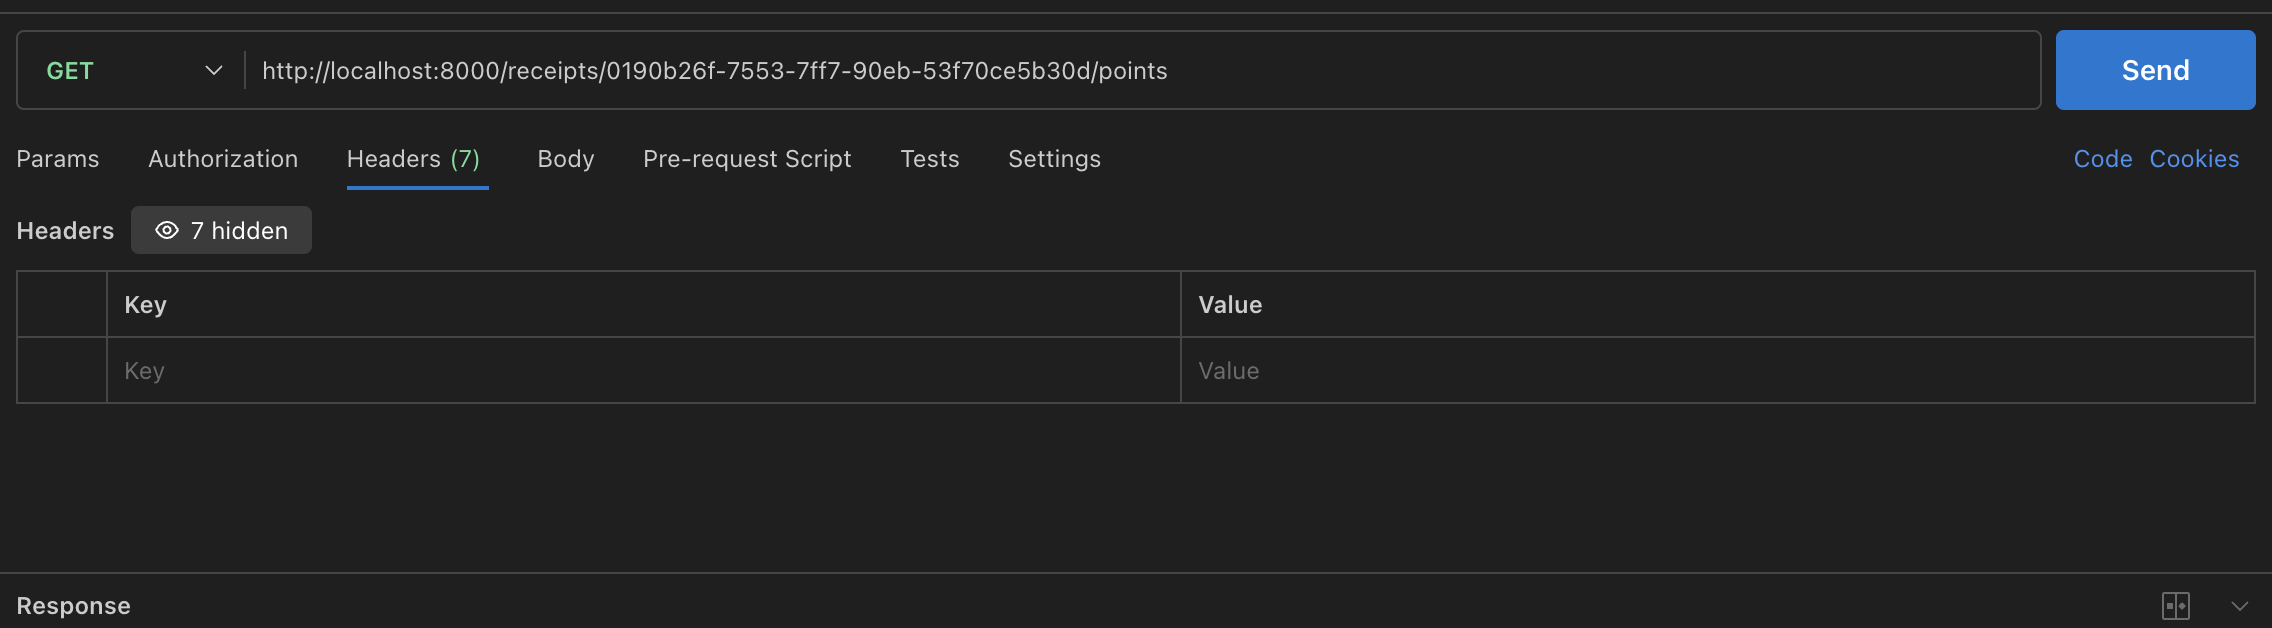 GET http://localhost:8000/receipts/0190b26f-7553-7ff7-90eb-53f70ce5b30d/points Send
Params Authorization Headers (7) Body Pre-request Script Tests Settings Code Cookies
Headers 7 hidden
Key Value
Key Value
Response